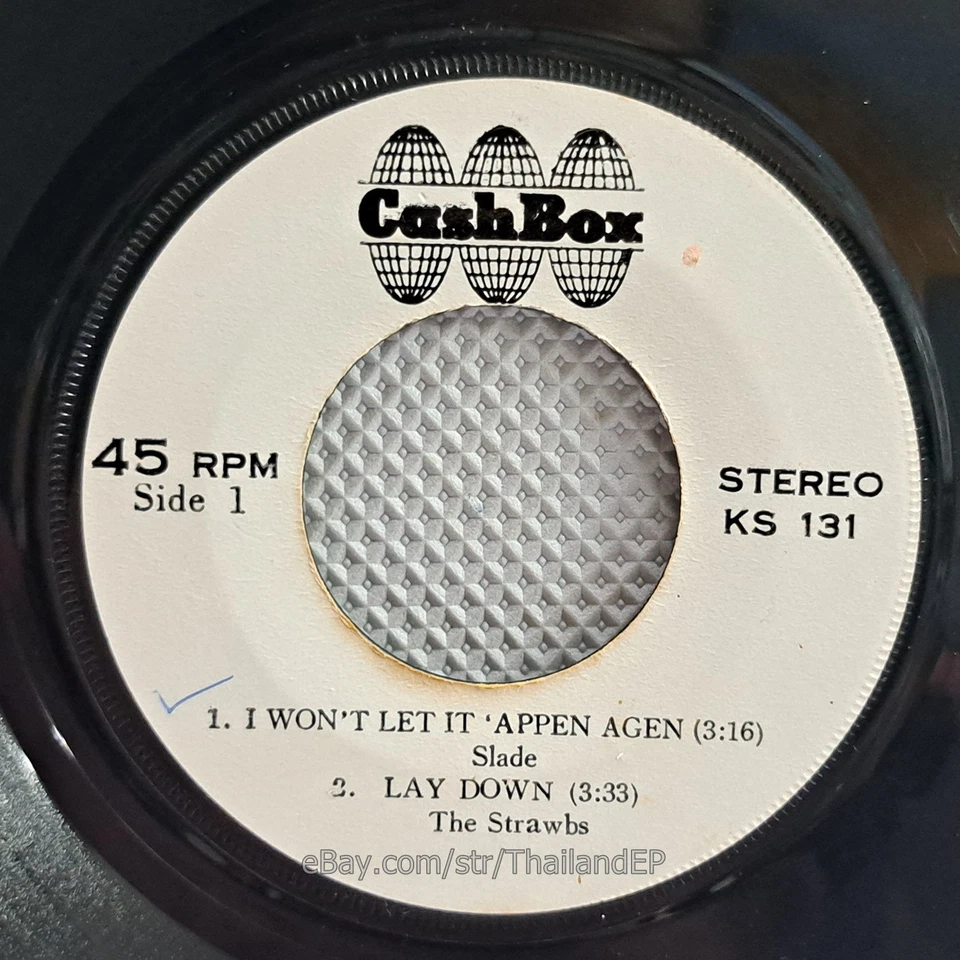 CashBox
45 RPM
Side 1
STEREO
KS 131
1. I WON'T LET IT 'APPEN AGEN (3:16)
Slade
2. LAY DOWN (3:33)
The Strawbs
eBay.com/str/ThailandEP